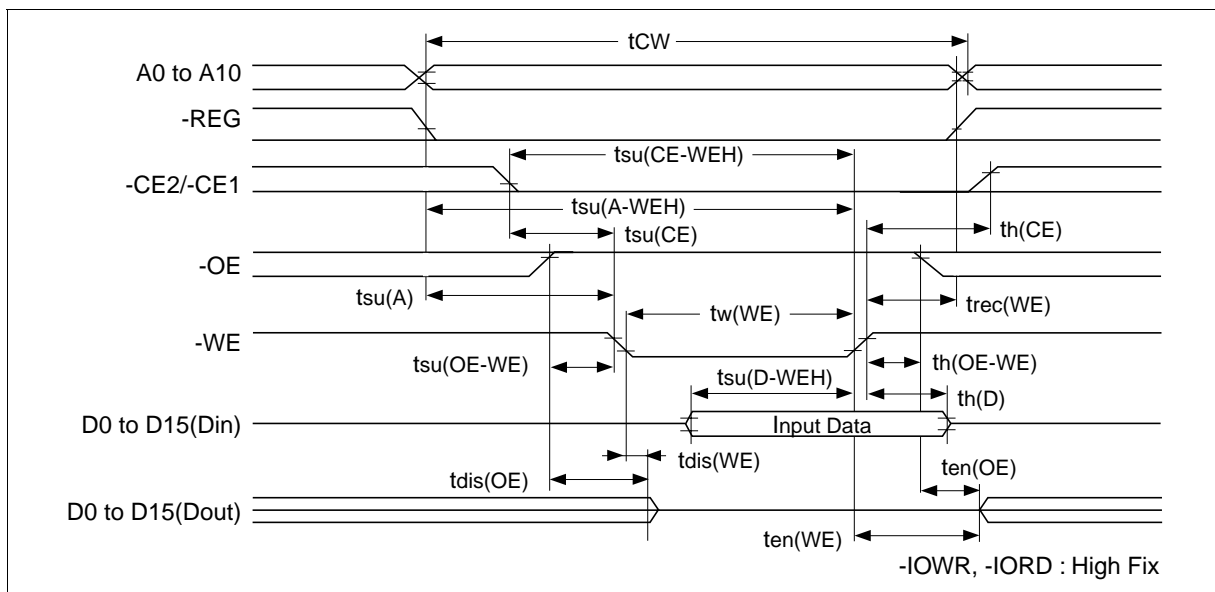 tCW
A0 to A10
-REG
tsu(CE-WEH)
-CE2/-CE1
tsu(A-WEH)
tsu(CE)
th(CE)
-OE
tsu(A)
tw(WE)
trec(WE)
-WE
tsu(OE-WE)
tsu(D-WEH)
th(OE-WE)
th(D)
D0 to D15(Din)
Input Data
tdis(WE)
tdis(OE)
ten(OE)
D0 to D15(Dout)
ten(WE)
-IOWR, -IORD : High Fix